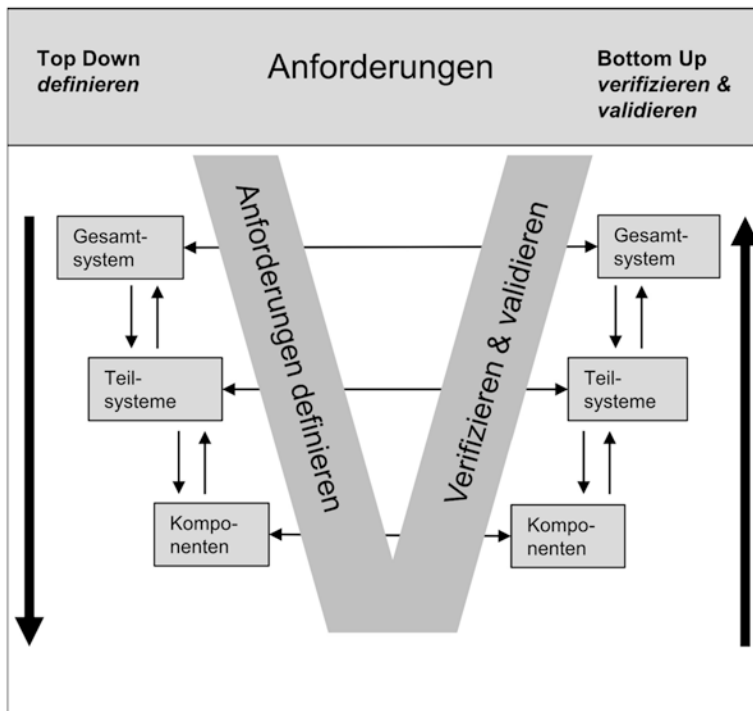 Top Down
definieren
Anforderungen
Bottom Up
verifizieren &
validieren
Anforderungen definieren
Verifizieren & validieren
Gesamt-
system
Gesamt-
system
Teil-
systeme
Teil-
systeme
Kompo-
nenten
Kompo-
nenten